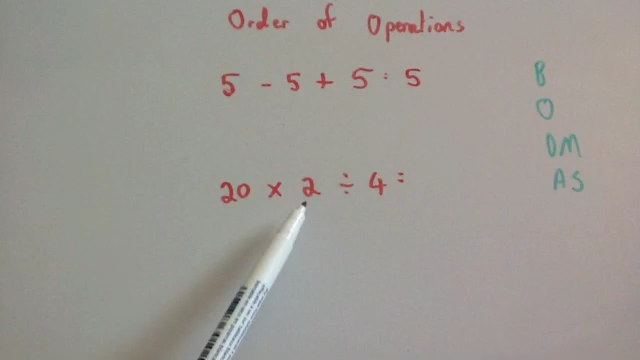 Order of Operations
5 - 5 + 5 : 5
20 x 2 ÷ 4 :
B
O
DM
AS